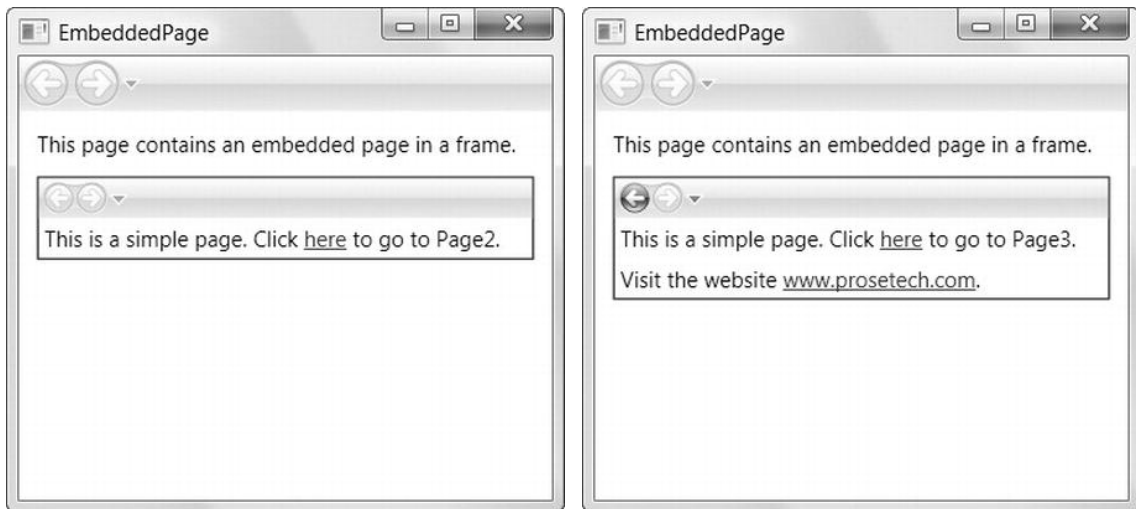 EmbeddedPage
This page contains an embedded page in a frame.
This is a simple page. Click here to go to Page2.
EmbeddedPage
This page contains an embedded page in a frame.
This is a simple page. Click here to go to Page3.
Visit the website www.prosetech.com.